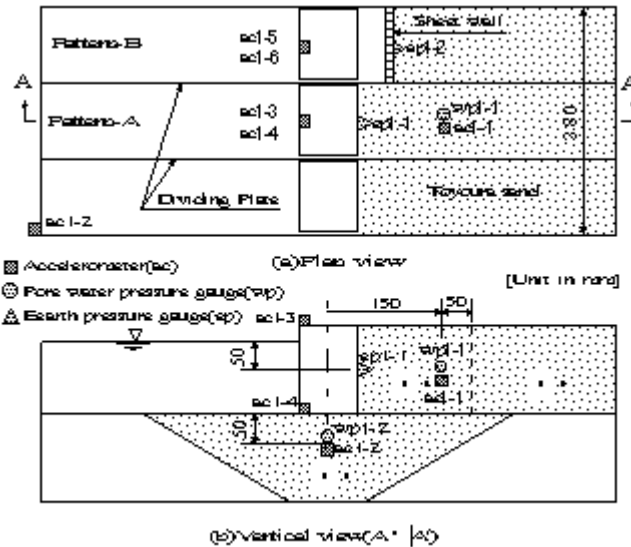 Pattern-B
ac1-5
ac1-6
Sheet wall
ep1-2
A
A
Pattern-A
ac1-3
ac1-4
ep1-1
wp1-1
ac1-1
380
Dividing Plate
Toyoura sand
ac1-2
(a)Plan view
Accelerometer(ac)
[Unit in mm]
Pore water pressure gauge(wp)
Eearth pressure gauge(ep)
150
50
ac1-3
50
ep1-1
wp1-1
ac1-1
ac1-4
50
wp1-2
ac1-2
(b)Vertical view(A - A)